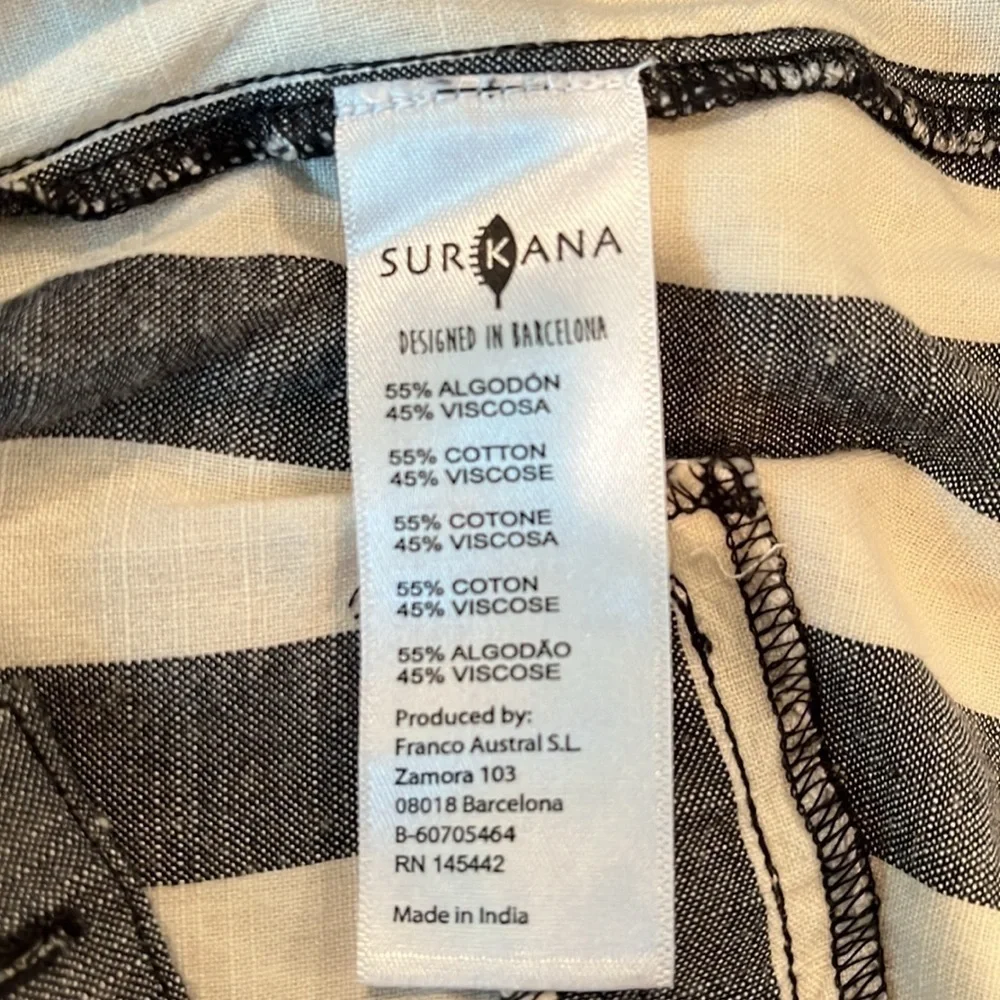 SURKANA
DESIGNED IN BARCELONA
55% ALGODÓN
45% VISCOSA
55% COTTON
45% VISCOSE
55% COTONE
45% VISCOSA
55% COTON
45% VISCOSE
55% ALGODÃO
45% VISCOSE
Produced by:
Franco Austral S.L.
Zamora 103
08018 Barcelona
B-60705464
RN 145442
Made in India